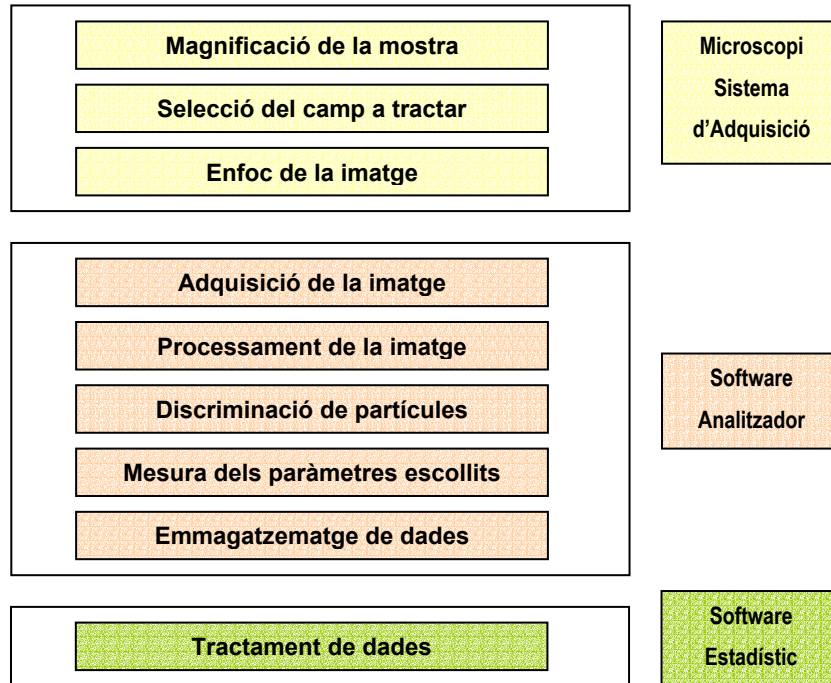 Magnificació de la mostra
Selecció del camp a tractar
Enfoc de la imatge
Microscopi
Sistema
d'Adquisició
Adquisició de la imatge
Processament de la imatge
Discriminació de partícules
Mesura dels paràmetres escollits
Emmagatzematge de dades
Software
Analitzador
Tractament de dades
Software
Estadístic